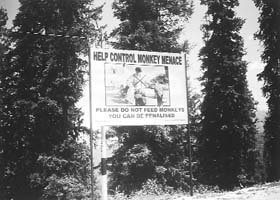 HELP CONTROL MONKEY MENACE
PLEASE DO NOT FEED MONKEYS
YOU CAN BE PENALISED